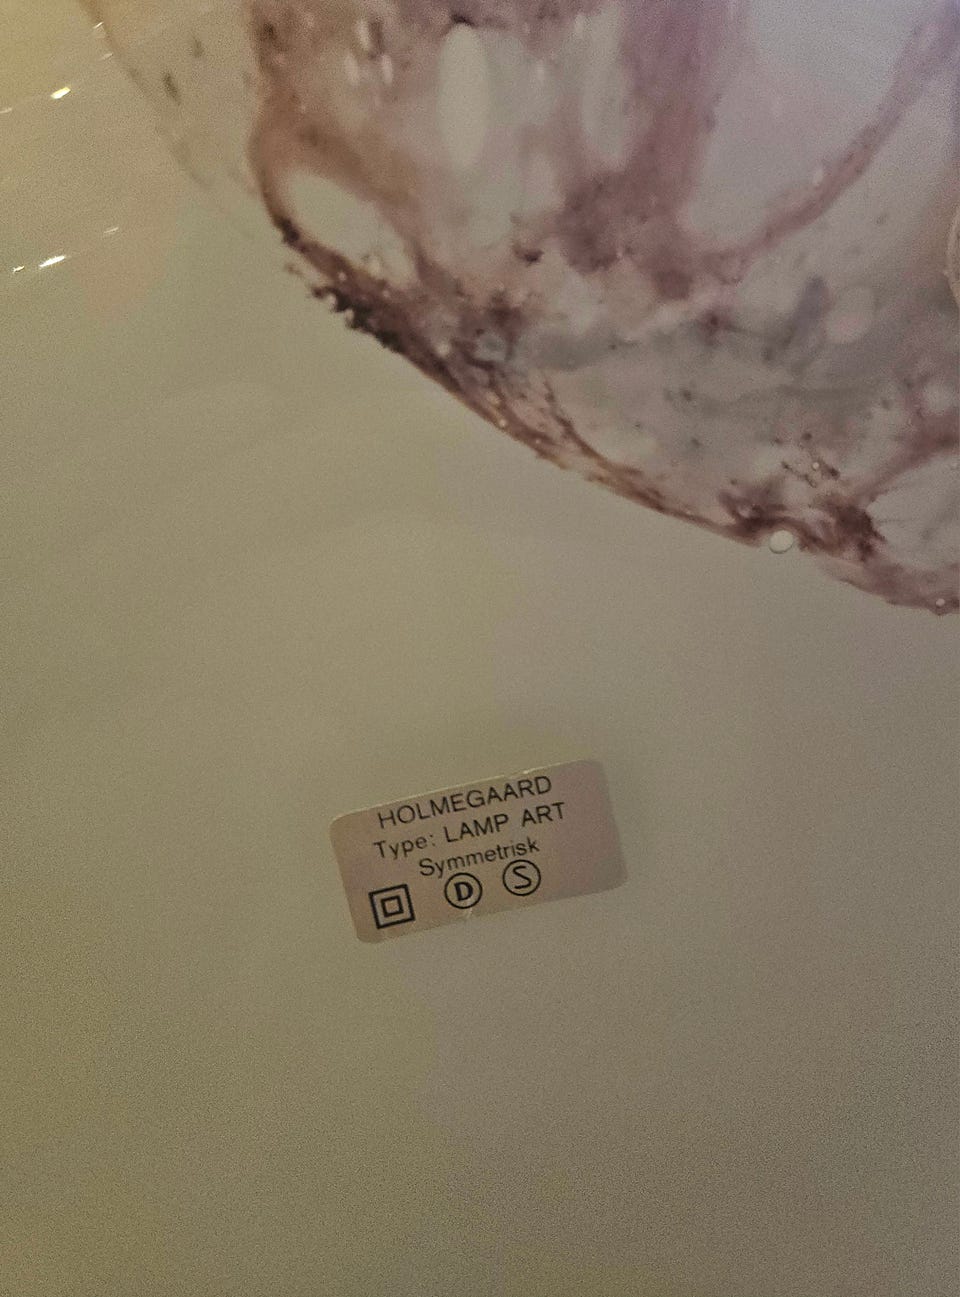 HOLMEGAARD
Type: LAMP ART
Symmetrisk
D S